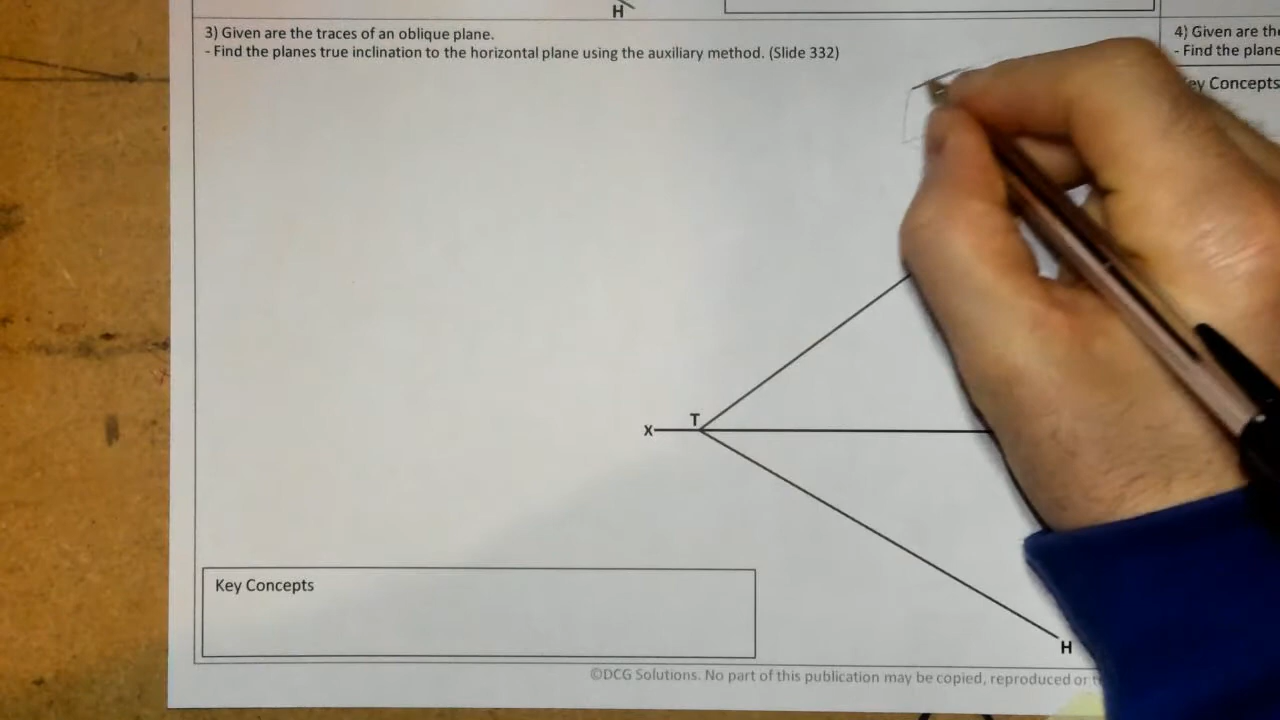 H
3) Given are the traces of an oblique plane.
- Find the planes true inclination to the horizontal plane using the auxiliary method. (Slide 332)
4) Given are the
- Find the plane
ey Concepts
T
X
Key Concepts
H
©DCG Solutions. No part of this publication may be copied, reproduced or